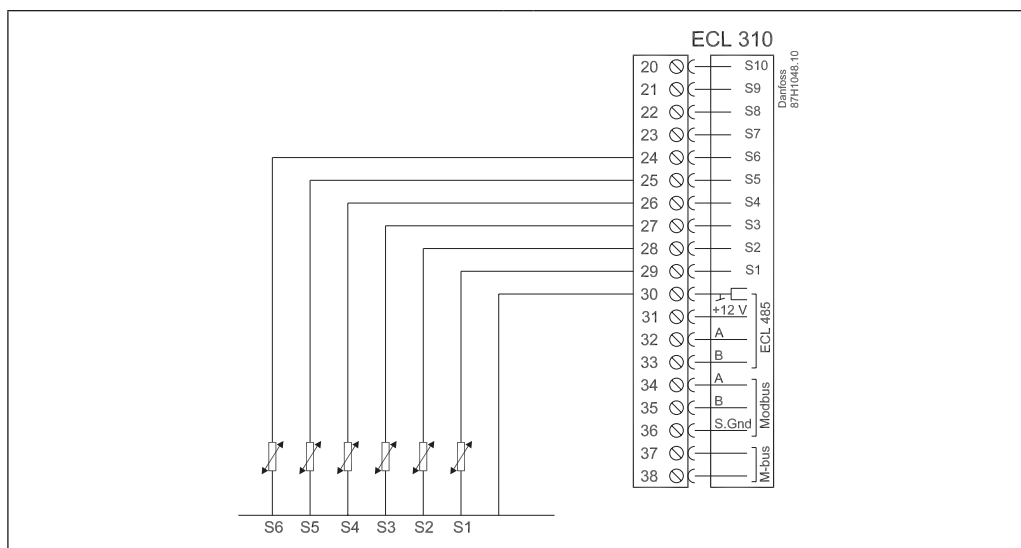 ECL 310
Danfoss
87H1048.10
20 S10
21 S9
22 S8
23 S7
24 S6
25 S5
26 S4
27 S3
28 S2
29 S1
30
31 +12 V
32 A
33 B
ECL 485
34 A
35 B
36 S.Gnd
Modbus
37
38
M-bus
S6 S5 S4 S3 S2 S1